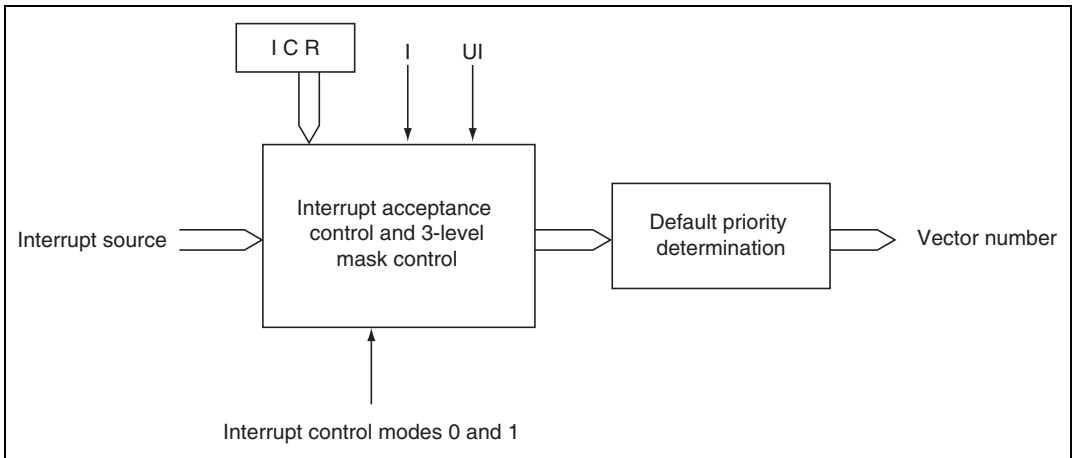 I C R
I
UI
Interrupt acceptance
control and 3-level
mask control
Interrupt source
Default priority
determination
Vector number
Interrupt control modes 0 and 1